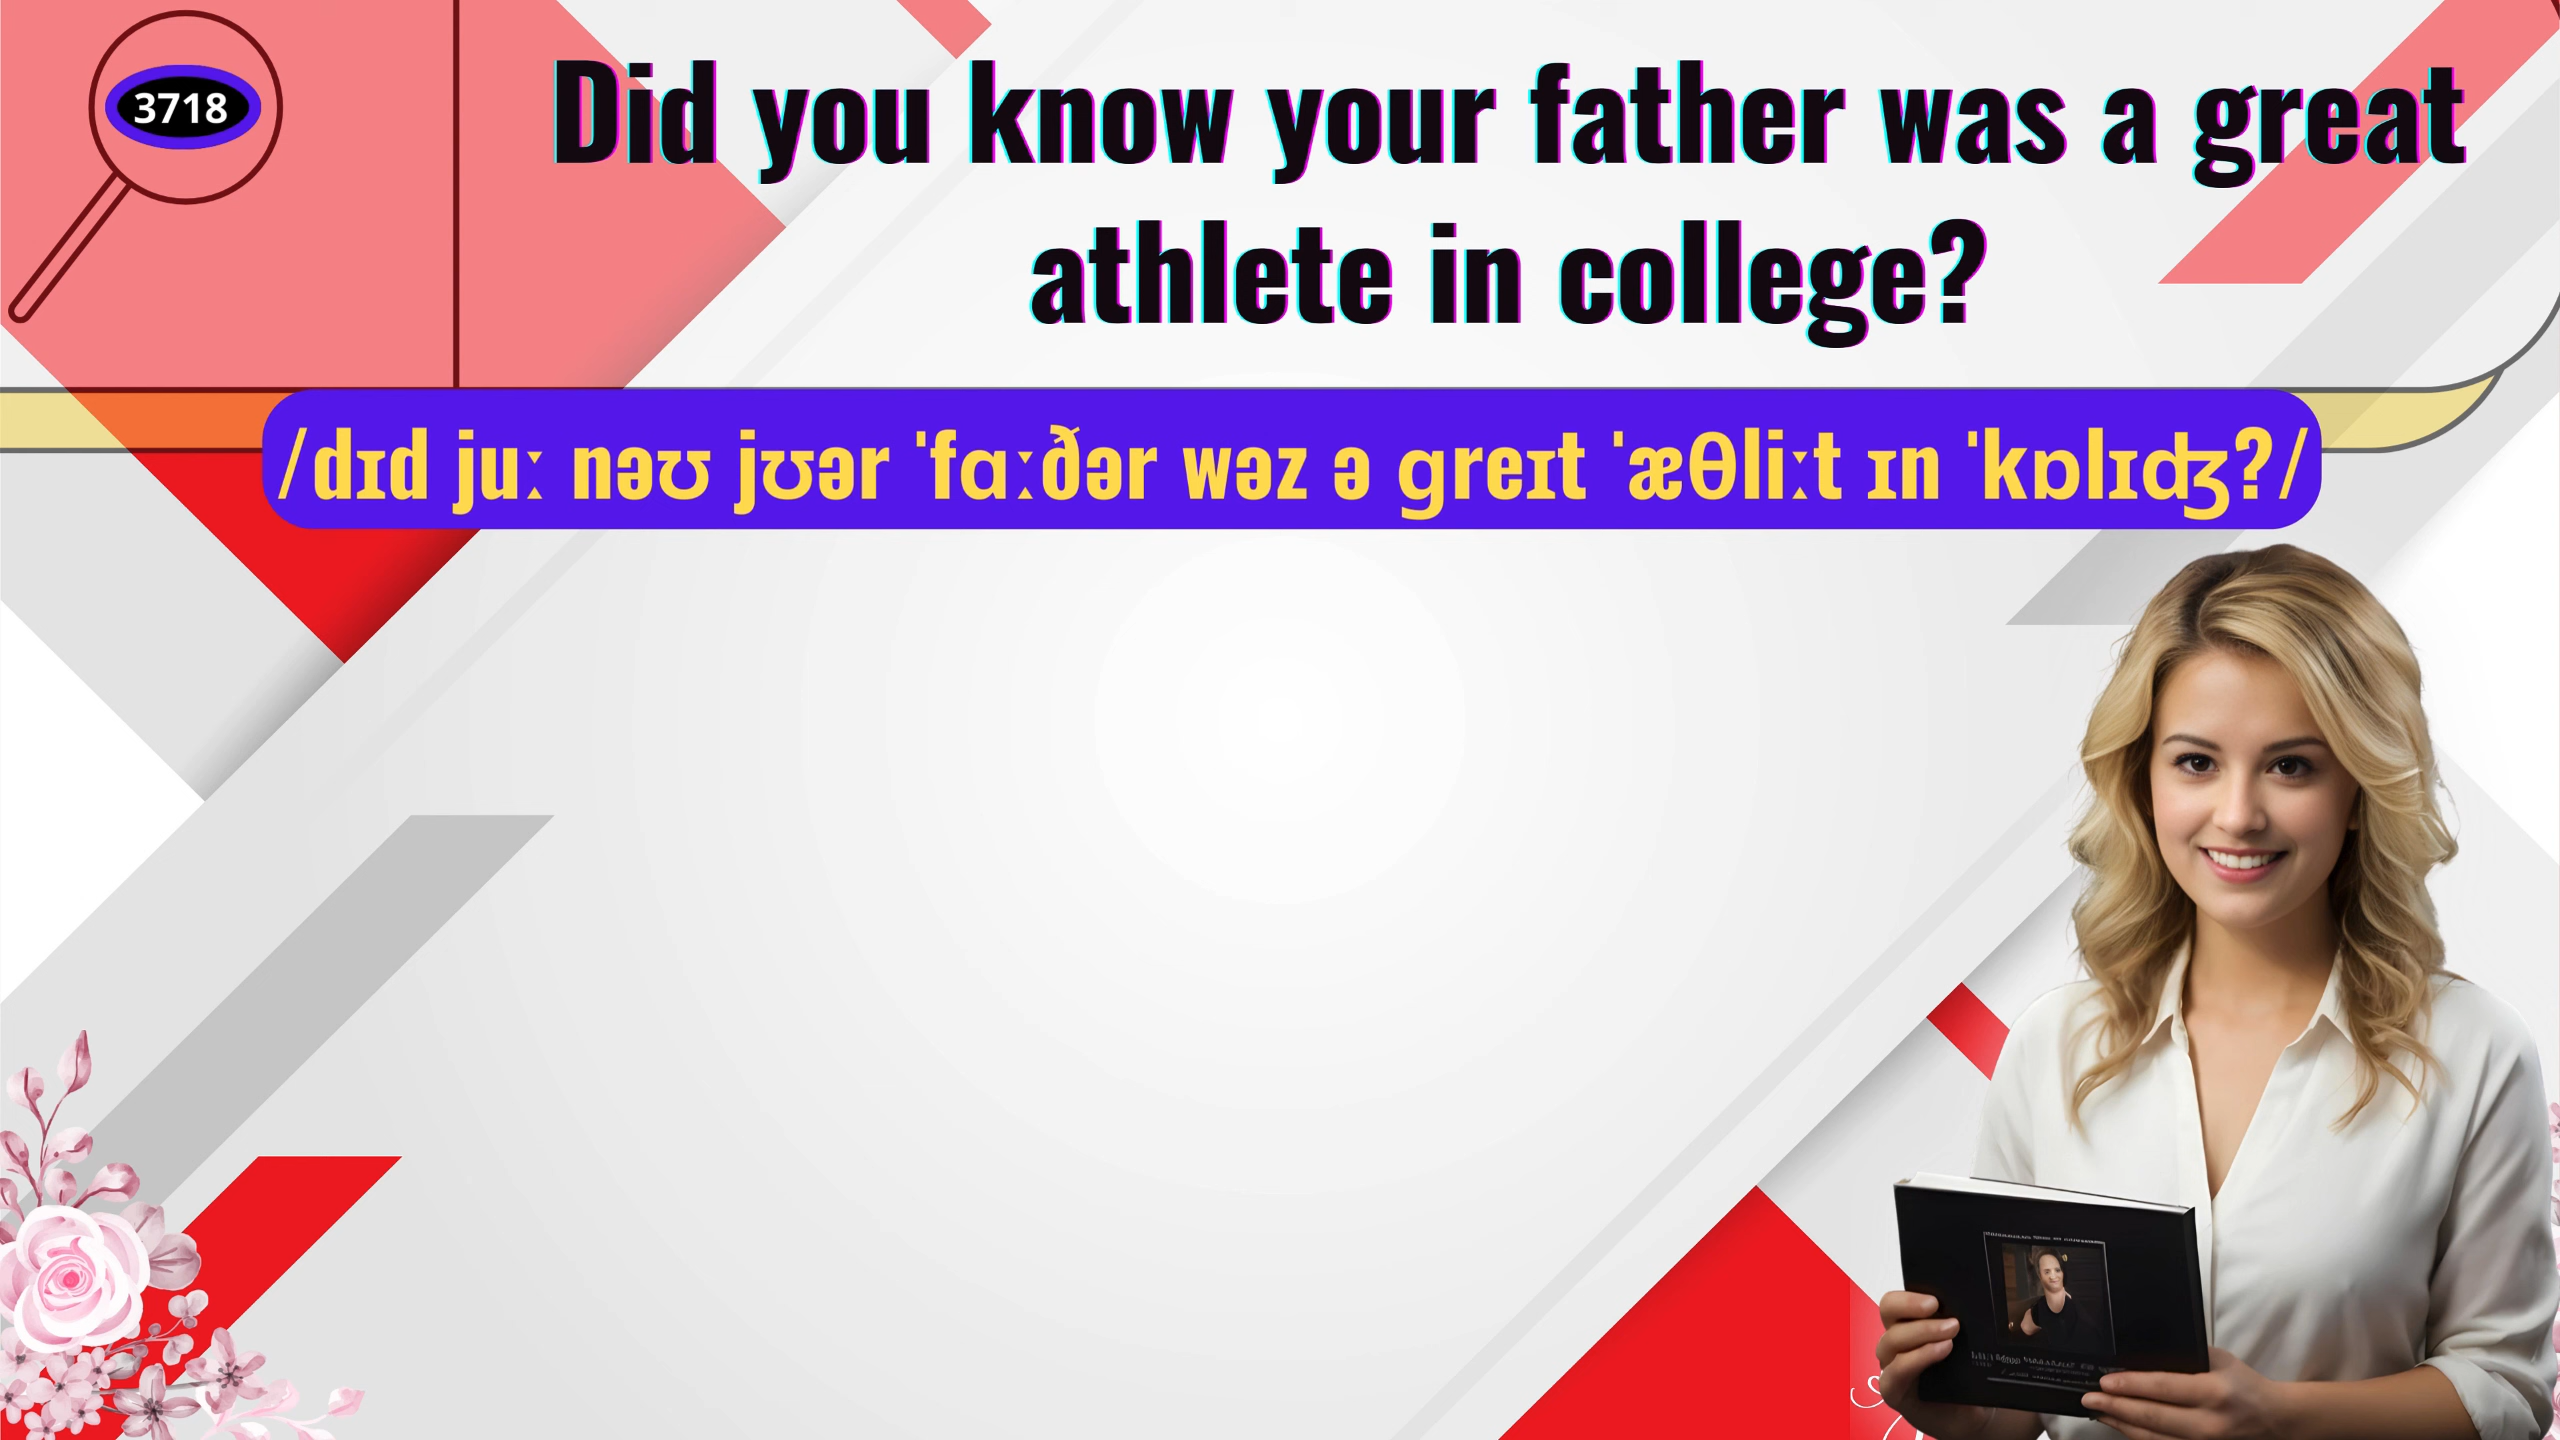 3718
Did you know your father was a great
athlete in college?
/dɪd juː nəʊ jʊər ˈfɑːðər wəz ə ɡreɪt ˈæθliːt ɪn ˈkɒlɪʤ?/